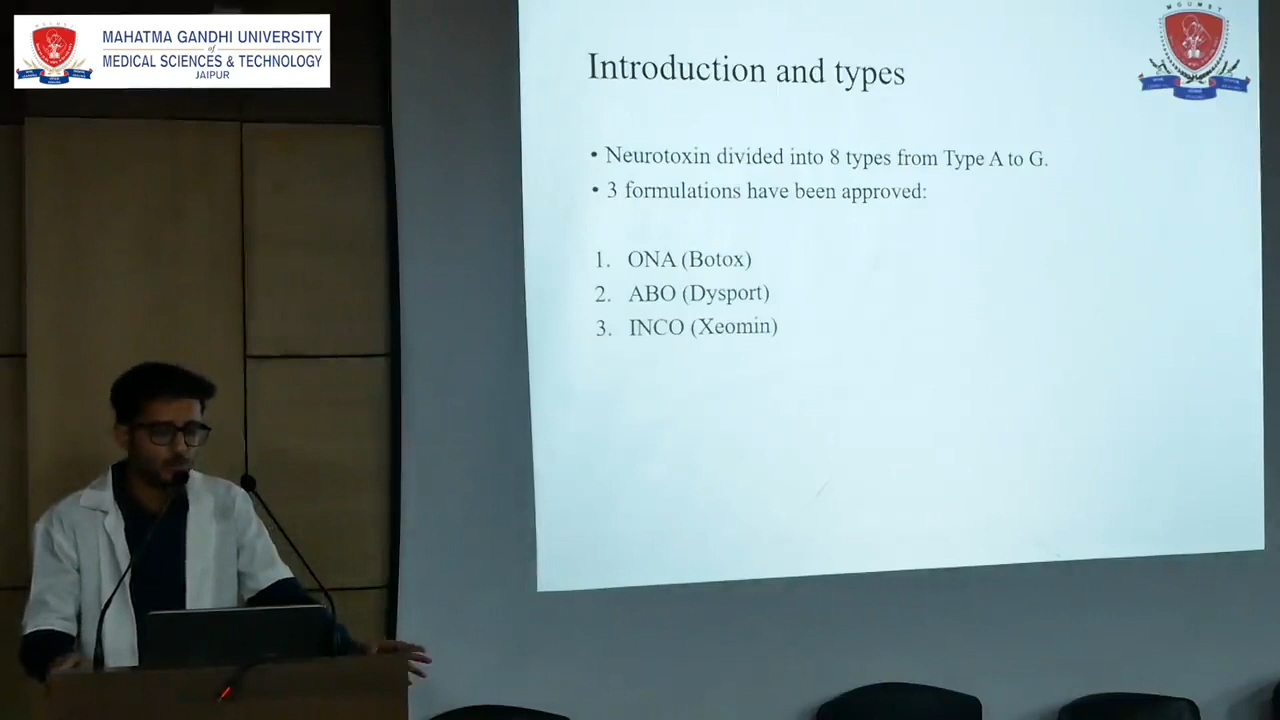 MAHATMA GANDHI UNIVERSITY
of
MEDICAL SCIENCES & TECHNOLOGY
JAIPUR
MGUMST
Introduction and types
• Neurotoxin divided into 8 types from Type A to G.
• 3 formulations have been approved:
1. ONA (Botox)
2. ABO (Dysport)
3. INCO (Xeomin)